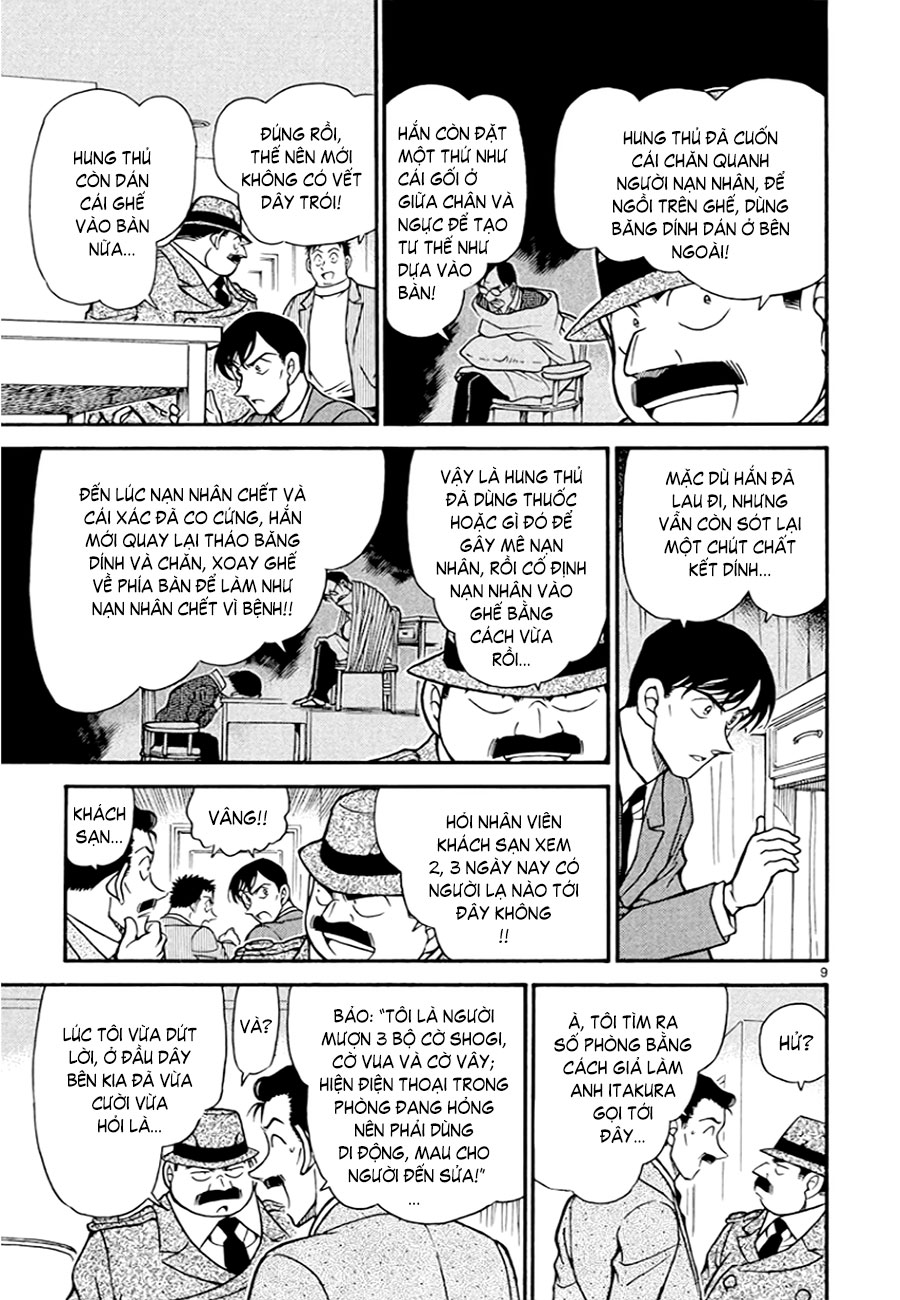 HUNG THỦ ĐÃ CUỐN
CÁI CHĂN QUANH
NGƯỜI NẠN NHÂN, ĐỂ
NGỒI TRÊN GHẾ, DÙNG
BĂNG DÍNH DÁN Ở BÊN
NGOÀI!
HẮN CÒN ĐẶT
MỘT THỨ NHƯ
CÁI GỐI Ở
GIỮA CHÂN VÀ
NGỰC ĐỂ TẠO
TƯ THẾ NHƯ
DỰA VÀO
BÀN!
ĐÚNG RỒI,
THẾ NÊN MỚI
KHÔNG CÓ VẾT
DÂY TRÓI!
HUNG THỦ
CÒN DÁN
CÁI GHẾ
VÀO BÀN
NỮA...
MẶC DÙ HẮN ĐÃ
LAU ĐI, NHƯNG
VẪN CÒN SÓT LẠI
MỘT CHÚT CHẤT
KẾT DÍNH...
VẬY LÀ HUNG THỦ
ĐÃ DÙNG THUỐC
HOẶC GÌ ĐÓ ĐỂ
GÂY MÊ NẠN
NHÂN, RỒI CỐ ĐỊNH
NẠN NHÂN VÀO
GHẾ BẰNG
CÁCH VỪA
RỒI...
ĐẾN LÚC NẠN NHÂN CHẾT VÀ
CÁI XÁC ĐÃ CO CỨNG, HẮN
MỚI QUAY LẠI THÁO BĂNG
DÍNH VÀ CHĂN, XOAY GHẾ
VỀ PHÍA BÀN ĐỂ LÀM NHƯ
NẠN NHÂN CHẾT VÌ BỆNH!!
HỎI NHÂN VIÊN
KHÁCH SẠN XEM
2, 3 NGÀY NAY CÓ
NGƯỜI LẠ NÀO TỚI
ĐÂY KHÔNG
!!
VÂNG!!
KHÁCH
SẠN...
9
HỬ?
À, TÔI TÌM RA
SỐ PHÒNG BẰNG
CÁCH GIẢ LÀM
ANH ITAKURA
GỌI TỚI
ĐÂY...
BẢO: "TÔI LÀ NGƯỜI
MƯỢN 3 BỘ CỜ SHOGI,
CỜ VUA VÀ CỜ VÂY;
HIỆN ĐIỆN THOẠI TRONG
PHÒNG ĐANG HỎNG
NÊN PHẢI DÙNG
DI ĐỘNG, MAU CHO
NGƯỜI ĐẾN SỬA!"
...
VÀ?
LÚC TÔI VỪA DỨT
LỜI, Ở ĐẦU DÂY
BÊN KIA ĐÃ VỪA
CƯỜI VỪA
HỎI LÀ...